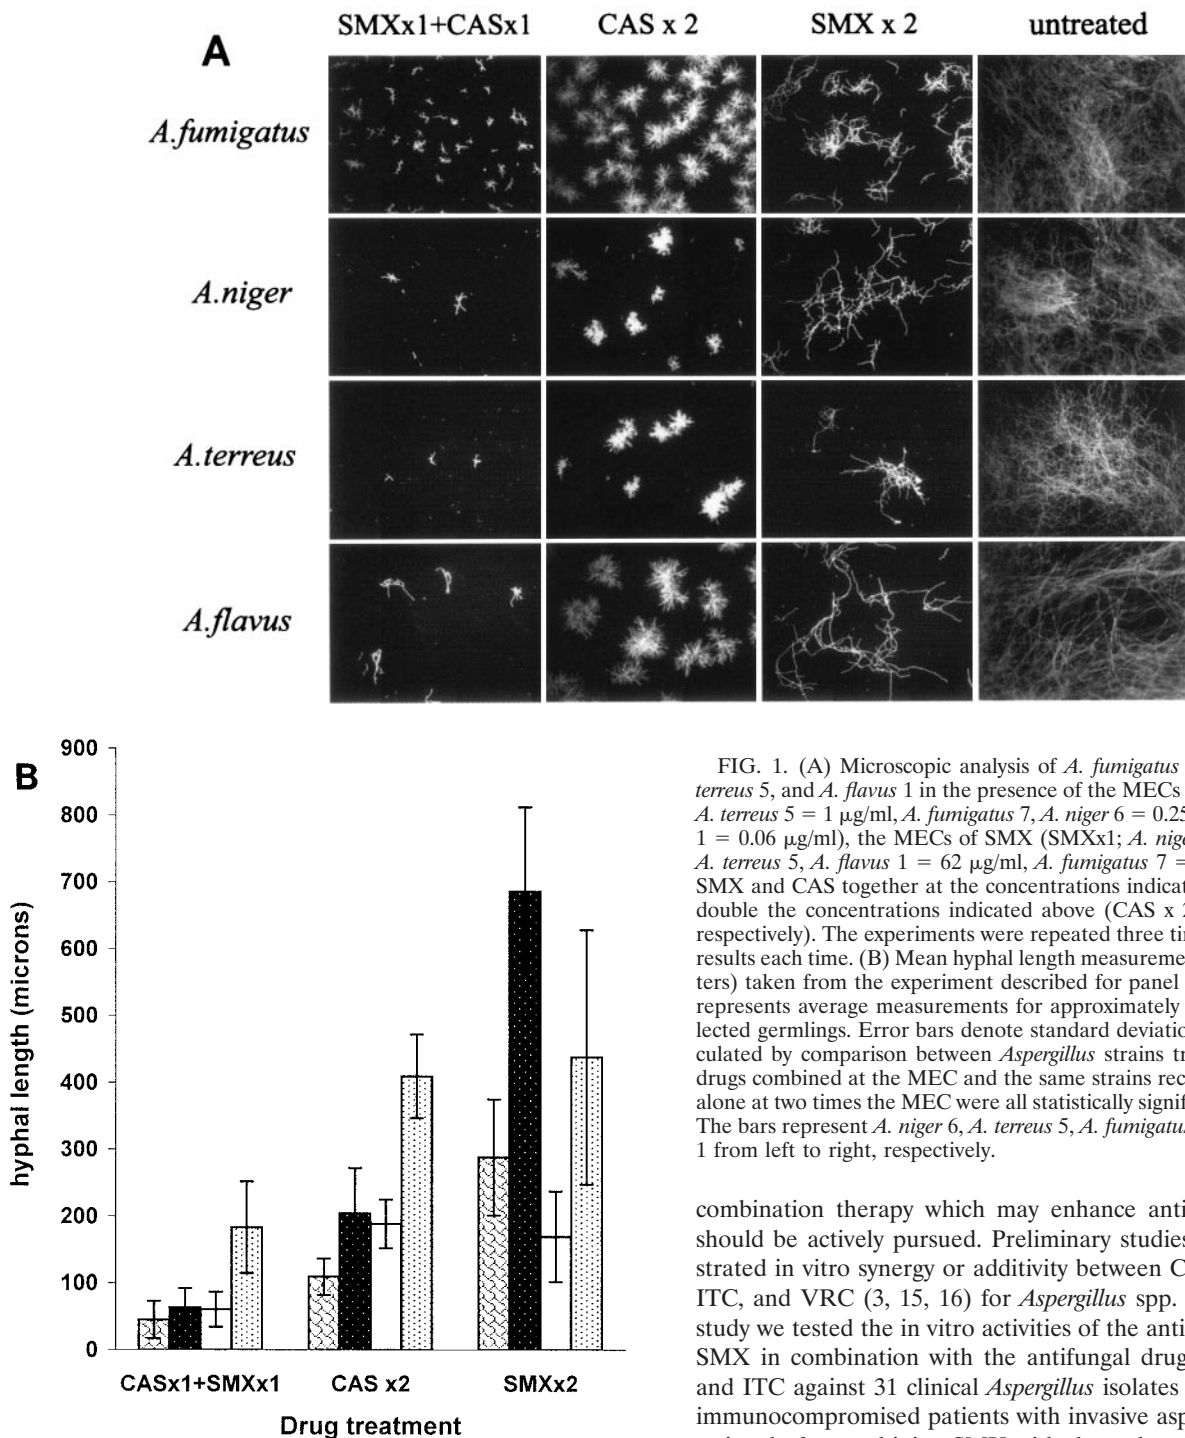 A
SMXx1+CASx1 CAS x 2 SMX x 2 untreated
A.fumigatus
A.niger
A.terreus
A.flavus
B
hyphal length (microns)
900
800
700
600
500
400
300
200
100
0
CASx1+SMXx1 CAS x2 SMXx2
Drug treatment
FIG. 1. (A) Microscopic analysis of A. fumigatus
terreus 5, and A. flavus 1 in the presence of the MECs
A. terreus 5 = 1 μg/ml, A. fumigatus 7, A. niger 6 = 0.25
1 = 0.06 μg/ml), the MECs of SMX (SMXx1; A. nige
A. terreus 5, A. flavus 1 = 62 μg/ml, A. fumigatus 7 =
SMX and CAS together at the concentrations indicat
double the concentrations indicated above (CAS x 2
respectively). The experiments were repeated three tin
results each time. (B) Mean hyphal length measureme
ters) taken from the experiment described for panel
represents average measurements for approximately
lected germlings. Error bars denote standard deviatio
culated by comparison between Aspergillus strains tr
drugs combined at the MEC and the same strains rec
alone at two times the MEC were all statistically signif
The bars represent A. niger 6, A. terreus 5, A. fumigatus
1 from left to right, respectively.
combination therapy which may enhance anti
should be actively pursued. Preliminary studies
strated in vitro synergy or additivity between C
ITC, and VRC (3, 15, 16) for Aspergillus spp.
study we tested the in vitro activities of the anti
SMX in combination with the antifungal drug
and ITC against 31 clinical Aspergillus isolates
immunocompromised patients with invasive asp